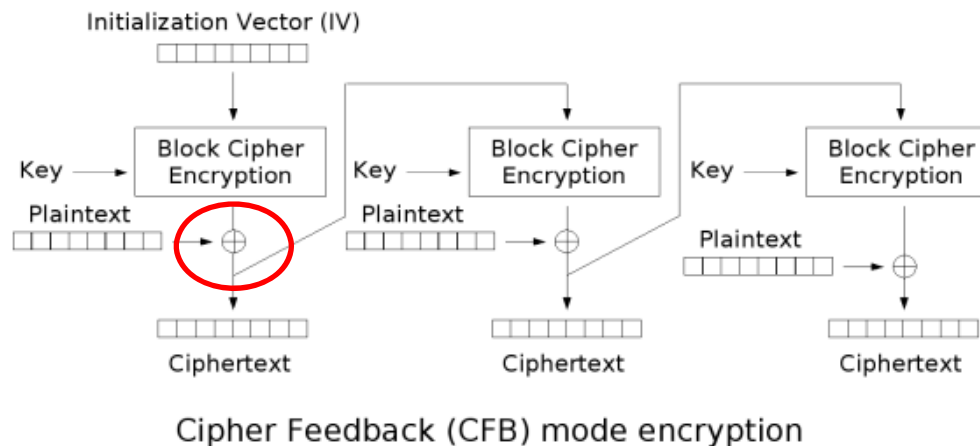 Initialization Vector (IV)
Key
Block Cipher
Encryption
Key
Block Cipher
Encryption
Key
Block Cipher
Encryption
Plaintext
Plaintext
Plaintext
Ciphertext
Ciphertext
Ciphertext
Cipher Feedback (CFB) mode encryption